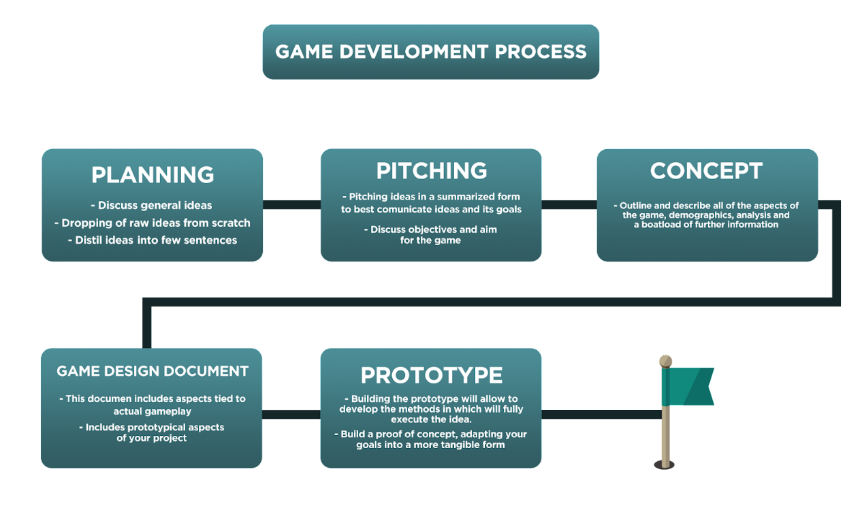 GAME DEVELOPMENT PROCESS
PLANNING
- Discuss general ideas
- Dropping of raw ideas from scratch
- Distil ideas into few sentences
PITCHING
- Pitching ideas in a summarized form
to best comunicate ideas and its goals
- Discuss objectives and aim
for the game
CONCEPT
- Outline and describe all of the aspects of
the game, demographics, analysis and
a boatload of further information
GAME DESIGN DOCUMENT
- This documen includes aspects tied to
actual gameplay
- Includes prototypical aspects
of your project
PROTOTYPE
- Building the prototype will allow to
develop the methods in which will fully
execute the idea.
- Build a proof of concept, adapting your
goals into a more tangible form